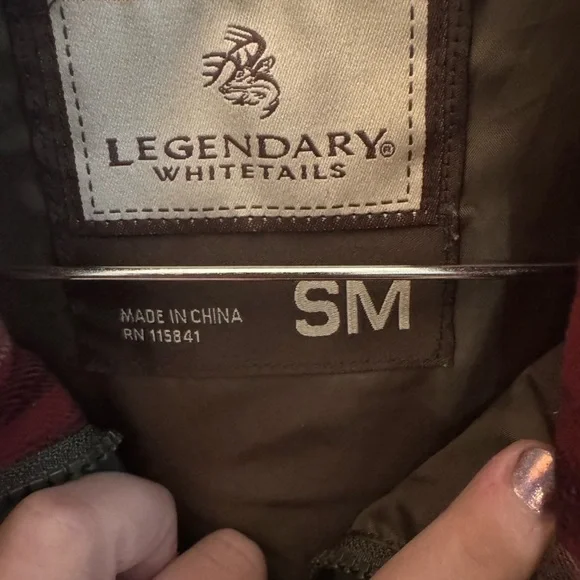 LEGENDARY®
WHITETAILS
MADE IN CHINA
RN 115841
SM